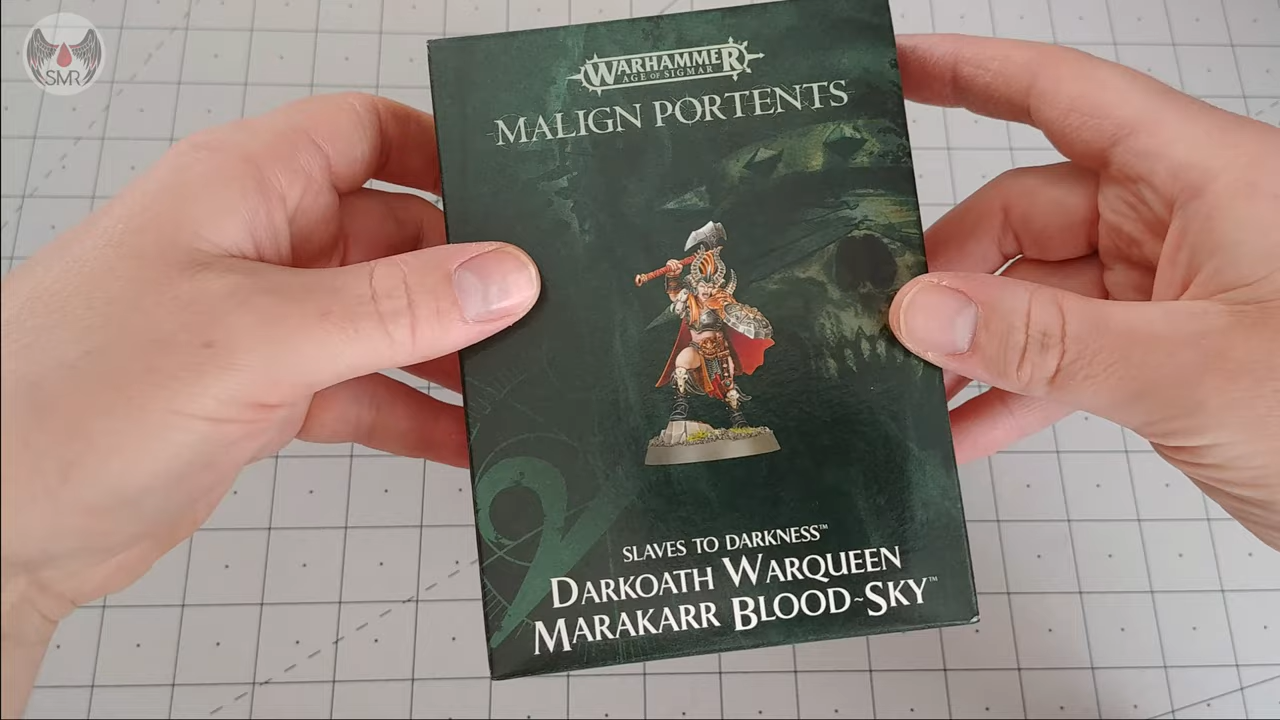 SMR
WARHAMMER
AGE OF SIGMAR
MALIGN PORTENTS
SLAVES TO DARKNESS™
DARKOATH WARQUEEN
MARAKARR BLOOD~SKY™